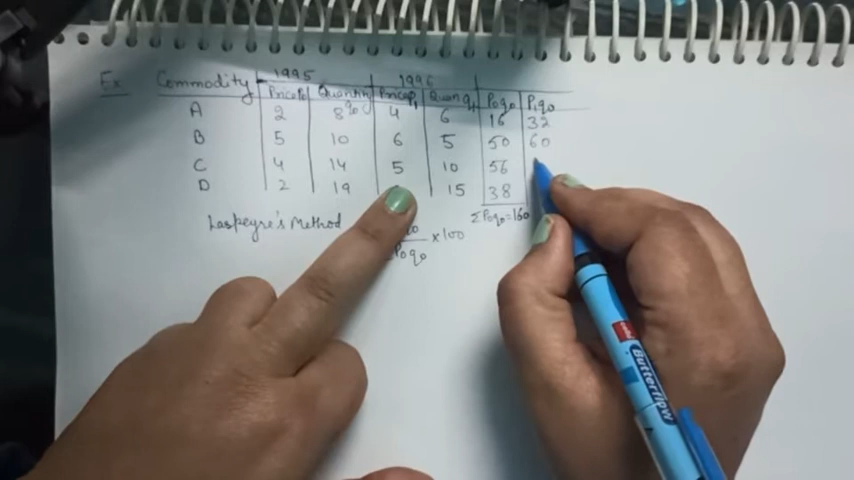 1995 1996
Ex Commodity Price P0 Quantity q0 Price P1 Quan q1 P0q0 P1q0
A 2 8 4 6 16 32
B 5 10 6 5 50 60
C 4 14 5 10 56
D 2 19 15 38
Laspeyre's Method ΣP0q0=160
P0q0 ×100
cello Butterflow